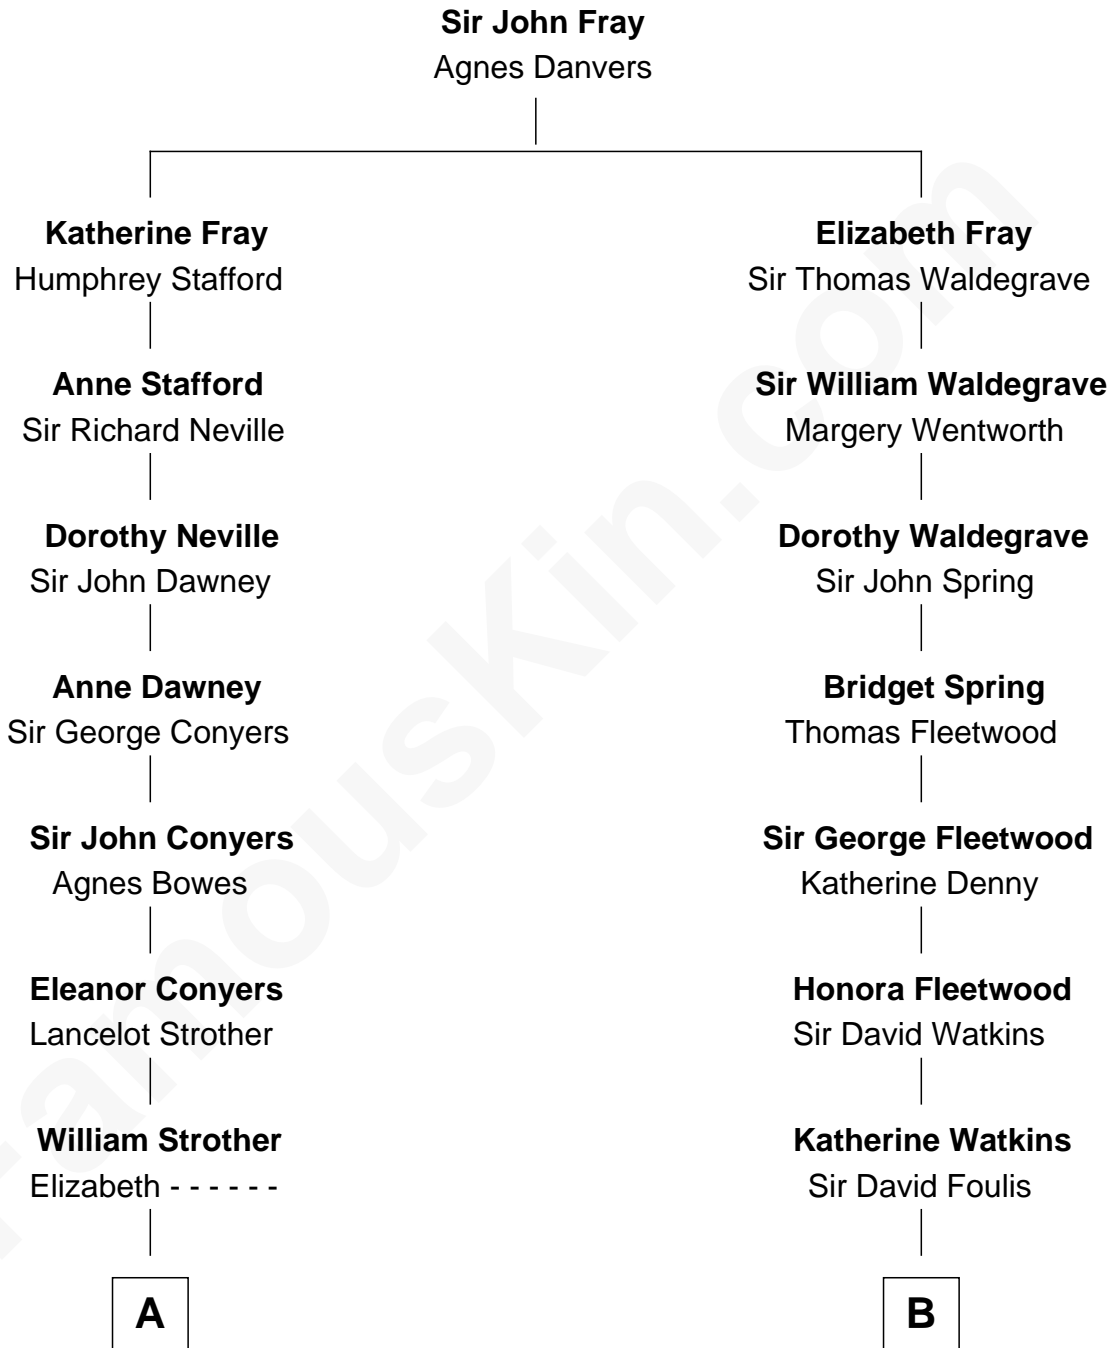 Sir John Fray
Agnes Danvers
Katherine Fray
Humphrey Stafford
Elizabeth Fray
Sir Thomas Waldegrave
Anne Stafford
Sir Richard Neville
Sir William Waldegrave
Margery Wentworth
Dorothy Neville
Sir John Dawney
Dorothy Waldegrave
Sir John Spring
Anne Dawney
Sir George Conyers
Bridget Spring
Thomas Fleetwood
Sir John Conyers
Agnes Bowes
Sir George Fleetwood
Katherine Denny
Eleanor Conyers
Lancelot Strother
Honora Fleetwood
Sir David Watkins
William Strother
Elizabeth - - - - - -
Katherine Watkins
Sir David Foulis
A
B
FamousKin.com